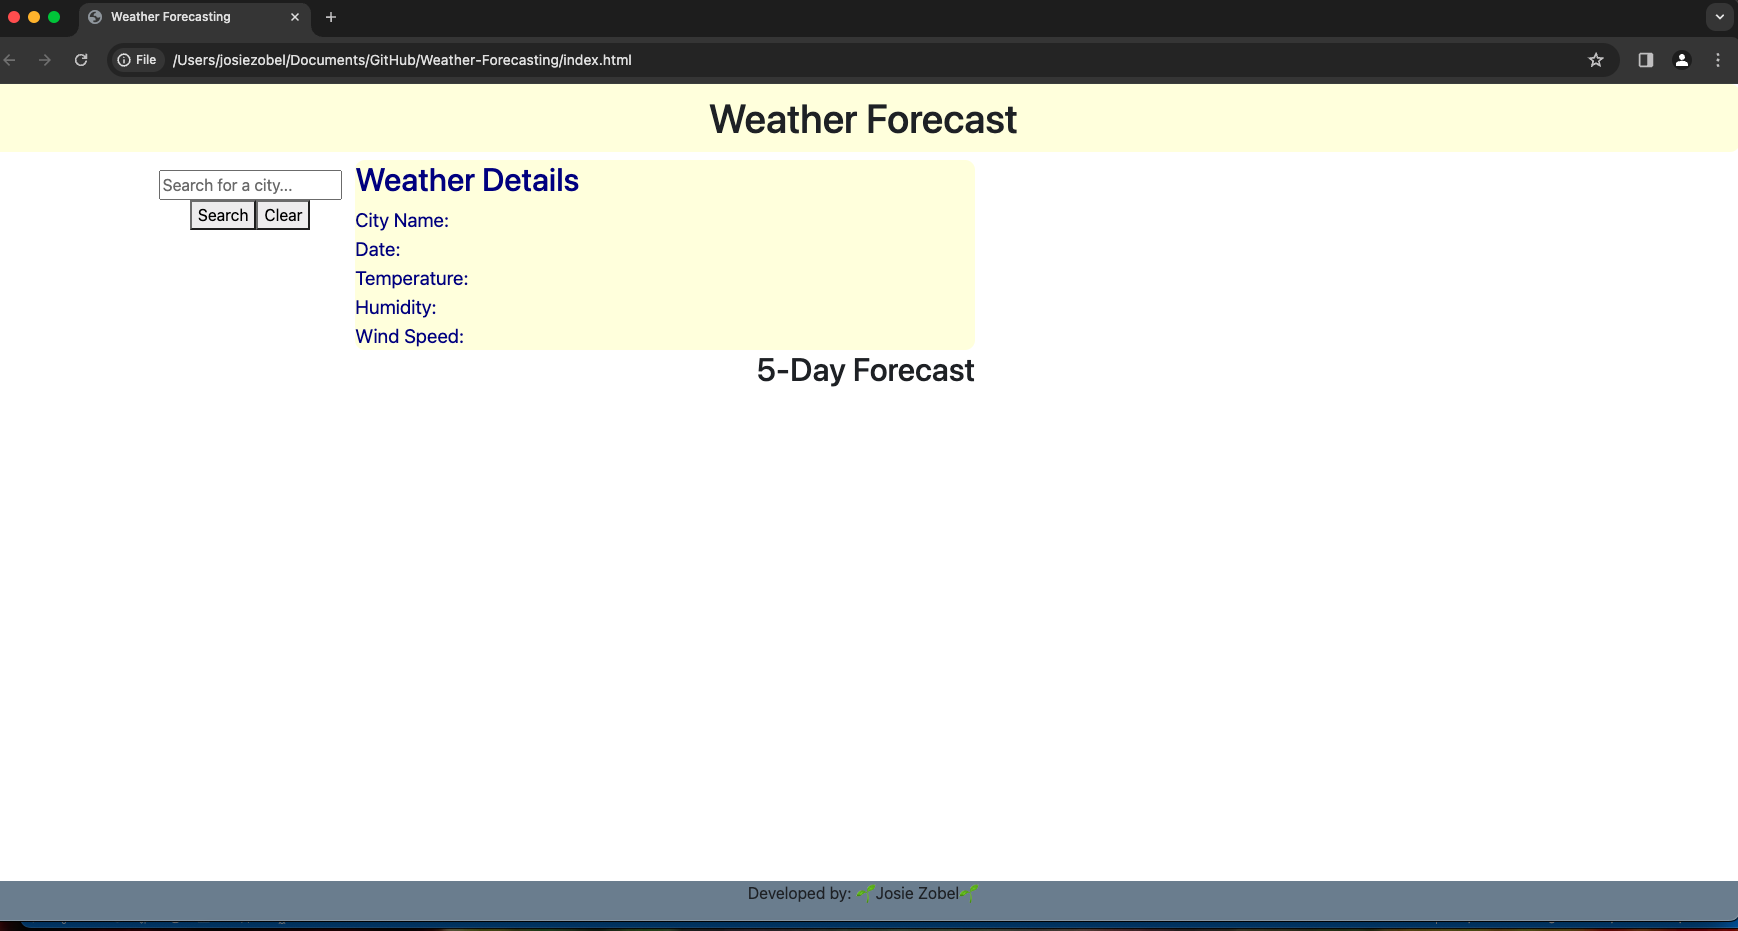 Weather Forecasting
File /Users/josiezobel/Documents/GitHub/Weather-Forecasting/index.html
Weather Forecast
Search for a city...
Search Clear
Weather Details
City Name:
Date:
Temperature:
Humidity:
Wind Speed:
5-Day Forecast
Developed by: 🌱Josie Zobel🌱